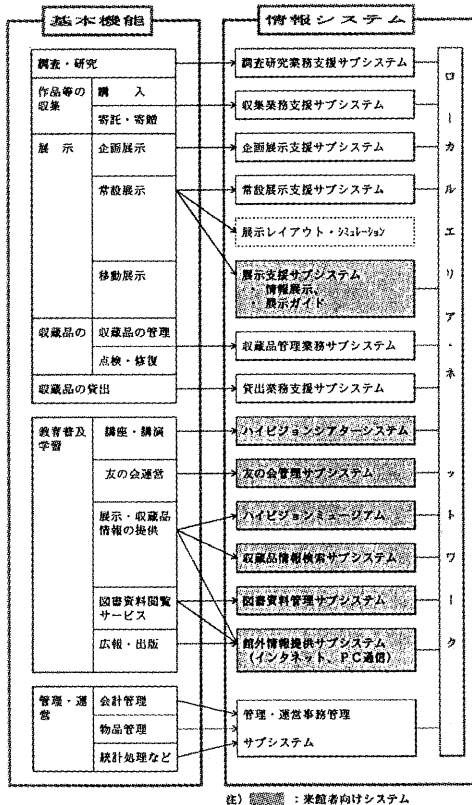 基本機能
情報システム
調査・研究
調査研究業務支援サブシステム
作品等の
収集
購 入
寄託・寄贈
収集業務支援サブシステム
展 示
企画展示
企画展示支援サブシステム
常設展示
常設展示支援サブシステム
展示レイアウト・シミュレーション
移動展示
展示支援サブシステム
・ 情報展示、
・ 展示ガイド
収蔵品の
収蔵品の管理
点検・修復
収蔵品管理業務サブシステム
収蔵品の貸出
貸出業務支援サブシステム
教育普及
学習
講座・講演
ハイビジョンシアターシステム
友の会運営
友の会管理サブシステム
展示・収蔵品
情報の提供
ハイビジョンミュージアム
収蔵品情報検索サブシステム
図書資料閲覧
サービス
図書資料管理サブシステム
広報・出版
館外情報提供サブシステム
(インタネット、PC通信)
管理・運
営
会計管理
物品管理
統計処理など
管理・運営事務管理
サブシステム
ローカルエリア・ネットワーク
注) : 来館者向けシステム